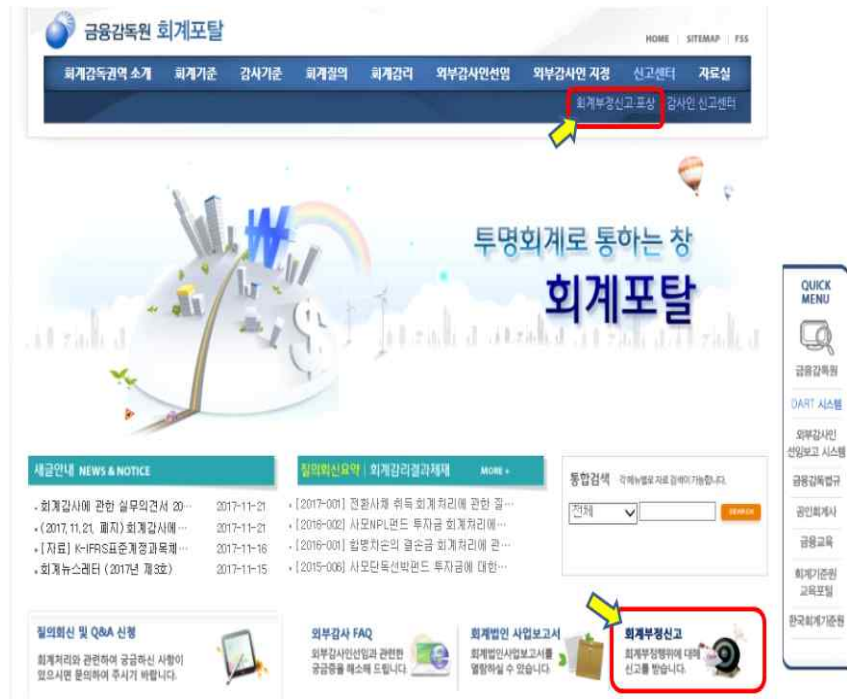 금융감독원 회계포탈
HOME | SITEMAP | FSS
회계감독권역 소개 회계기준 감사기준 회계질의 회계감리 외부감사인선임 외부감사인 지정 신고센터 자료실
회계부정신고·포상 감사인 신고센터
투명회계로 통하는 창
회계포탈
QUICK
MENU
금융감독원
DART 시스템
외부감사인
선임보고 시스템
금융감독법규
공인회계사
금융교육
회계기준원
교육포털
한국회계기준원
새글안내 NEWS & NOTICE
회계감사에 관한 실무의견서 20… 2017-11-21
(2017.11.21. 폐지) 회계감사에… 2017-11-21
[자료] K-IFRS표준계정과목체… 2017-11-16
회계뉴스레터 (2017년 제3호) 2017-11-15
질의회신요약 | 회계감리결과제재 MORE +
[2017-001] 전환사채 취득 회계처리에 관한 질…
[2016-002] 사모NPL펀드 투자금 회계처리에…
[2016-001] 합병차손의 결손금 회계처리에 관…
[2015-006] 사모단독선박펀드 투자금에 대한…
통합검색 각 메뉴별로 자료 검색이 가능합니다.
전체
SEARCH
질의회신 및 Q&A 신청
회계처리와 관련하여 궁금하신 사항이
있으시면 문의하여 주시기 바랍니다.
외부감사 FAQ
외부감사인선임과 관련한
궁금증을 해소해 드립니다.
회계법인 사업보고서
회계법인사업보고서를
열람하실 수 있습니다.
회계부정신고
회계부정행위에 대해
신고를 받습니다.